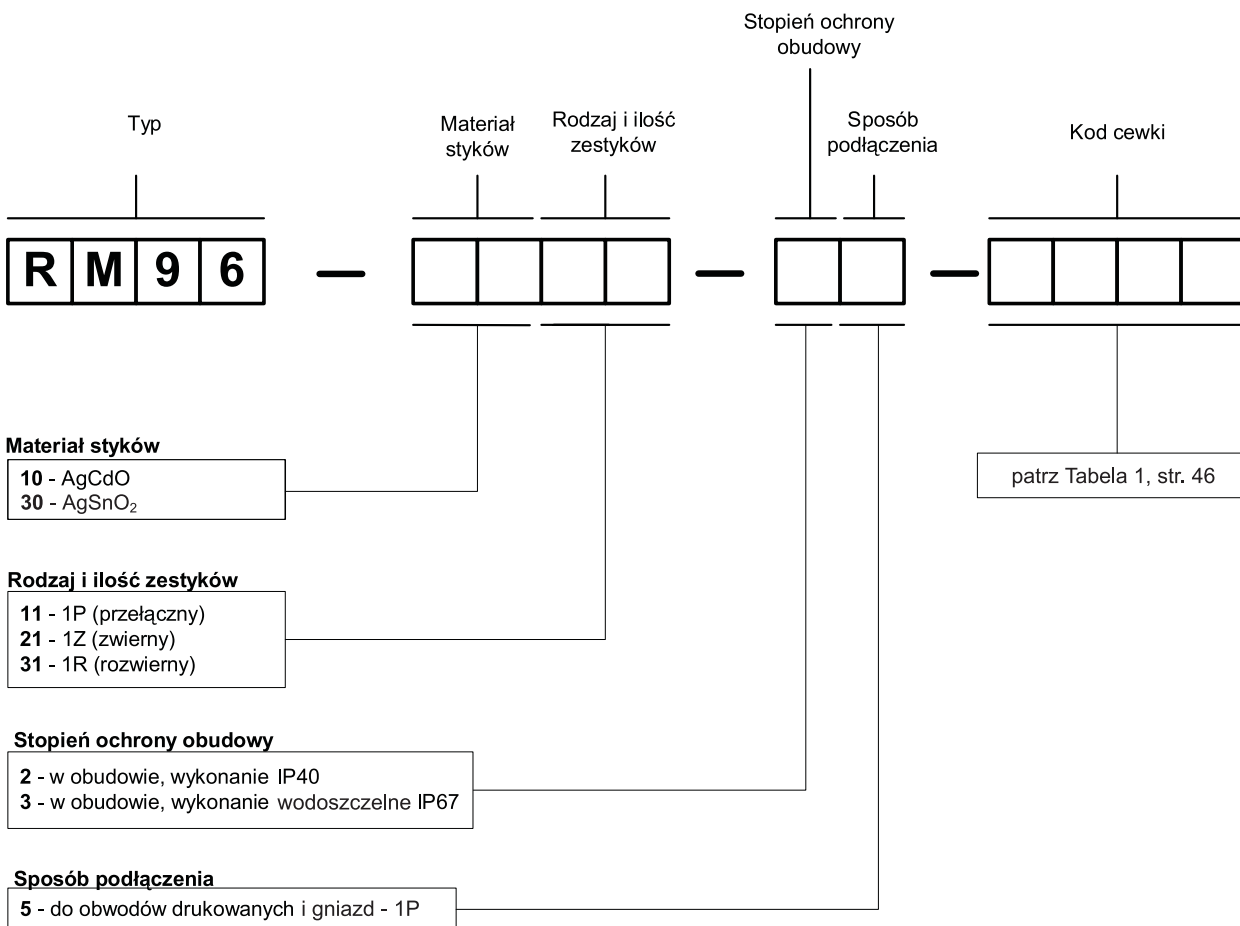 Stopień ochrony
obudowy
Typ
Materiał
styków
Rodzaj i ilość
zestyków
Sposób
podłączenia
Kod cewki
R M 9 6 — — —
Materiał styków
10 - AgCdO
30 - AgSnO₂
patrz Tabela 1, str. 46
Rodzaj i ilość zestyków
11 - 1P (przełączny)
21 - 1Z (zwierny)
31 - 1R (rozwierny)
Stopień ochrony obudowy
2 - w obudowie, wykonanie IP40
3 - w obudowie, wykonanie wodoszczelne IP67
Sposób podłączenia
5 - do obwodów drukowanych i gniazd - 1P